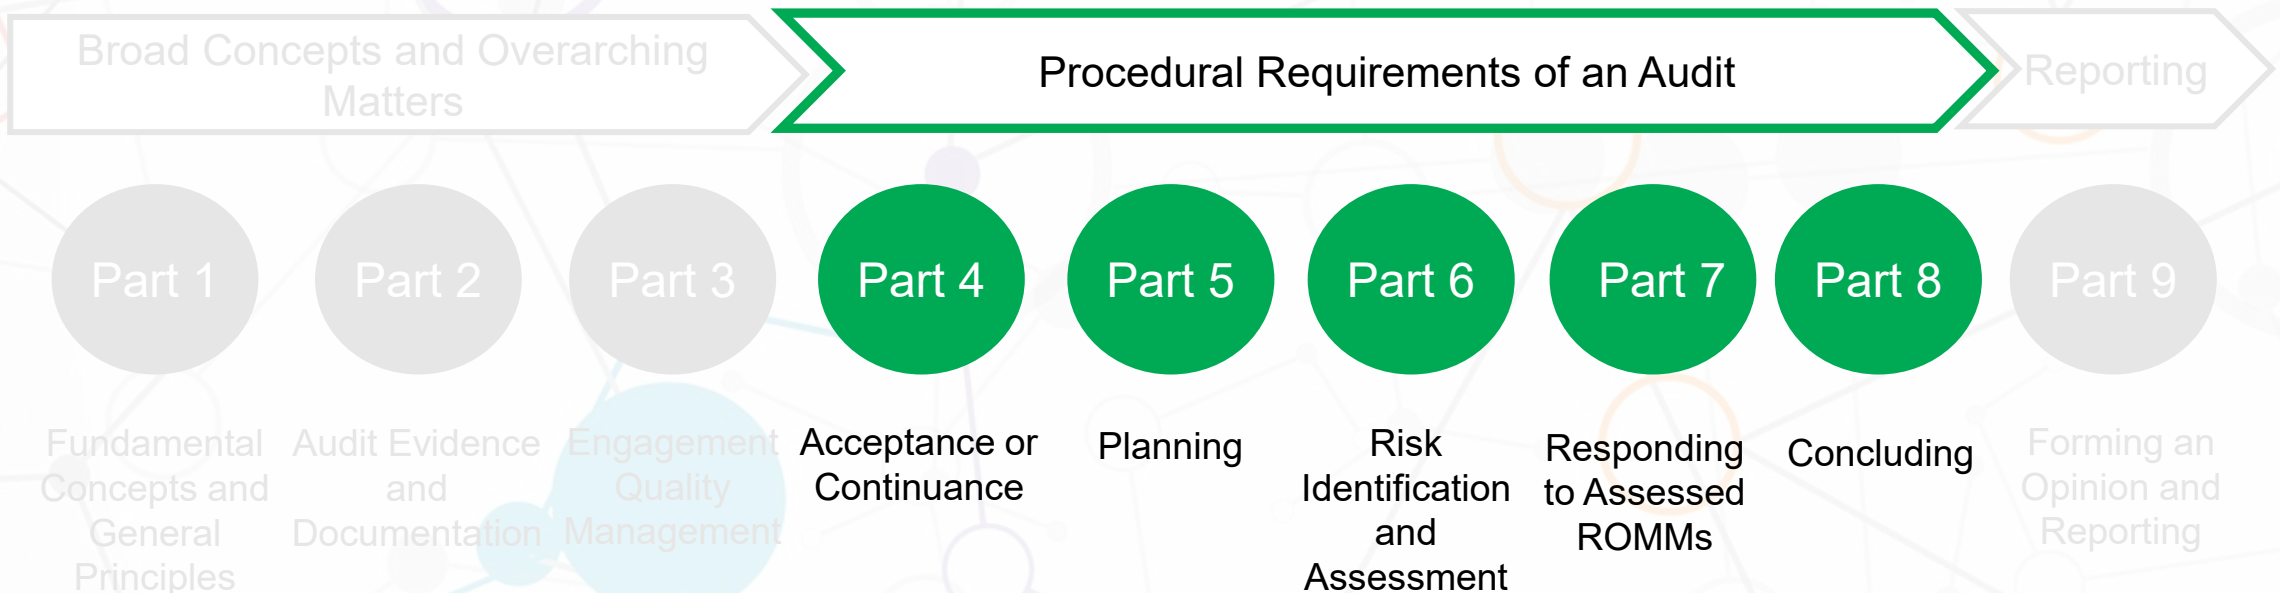 Broad Concepts and Overarching
Matters
Procedural Requirements of an Audit
Reporting
Part 1
Part 2
Part 3
Part 4
Part 5
Part 6
Part 7
Part 8
Part 9
Fundamental
Concepts and
General
Principles
Audit Evidence
and
Documentation
Engagement
Quality
Management
Acceptance or
Continuance
Planning
Risk
Identification
and
Assessment
Responding
to Assessed
ROMMs
Concluding
Forming an
Opinion and
Reporting